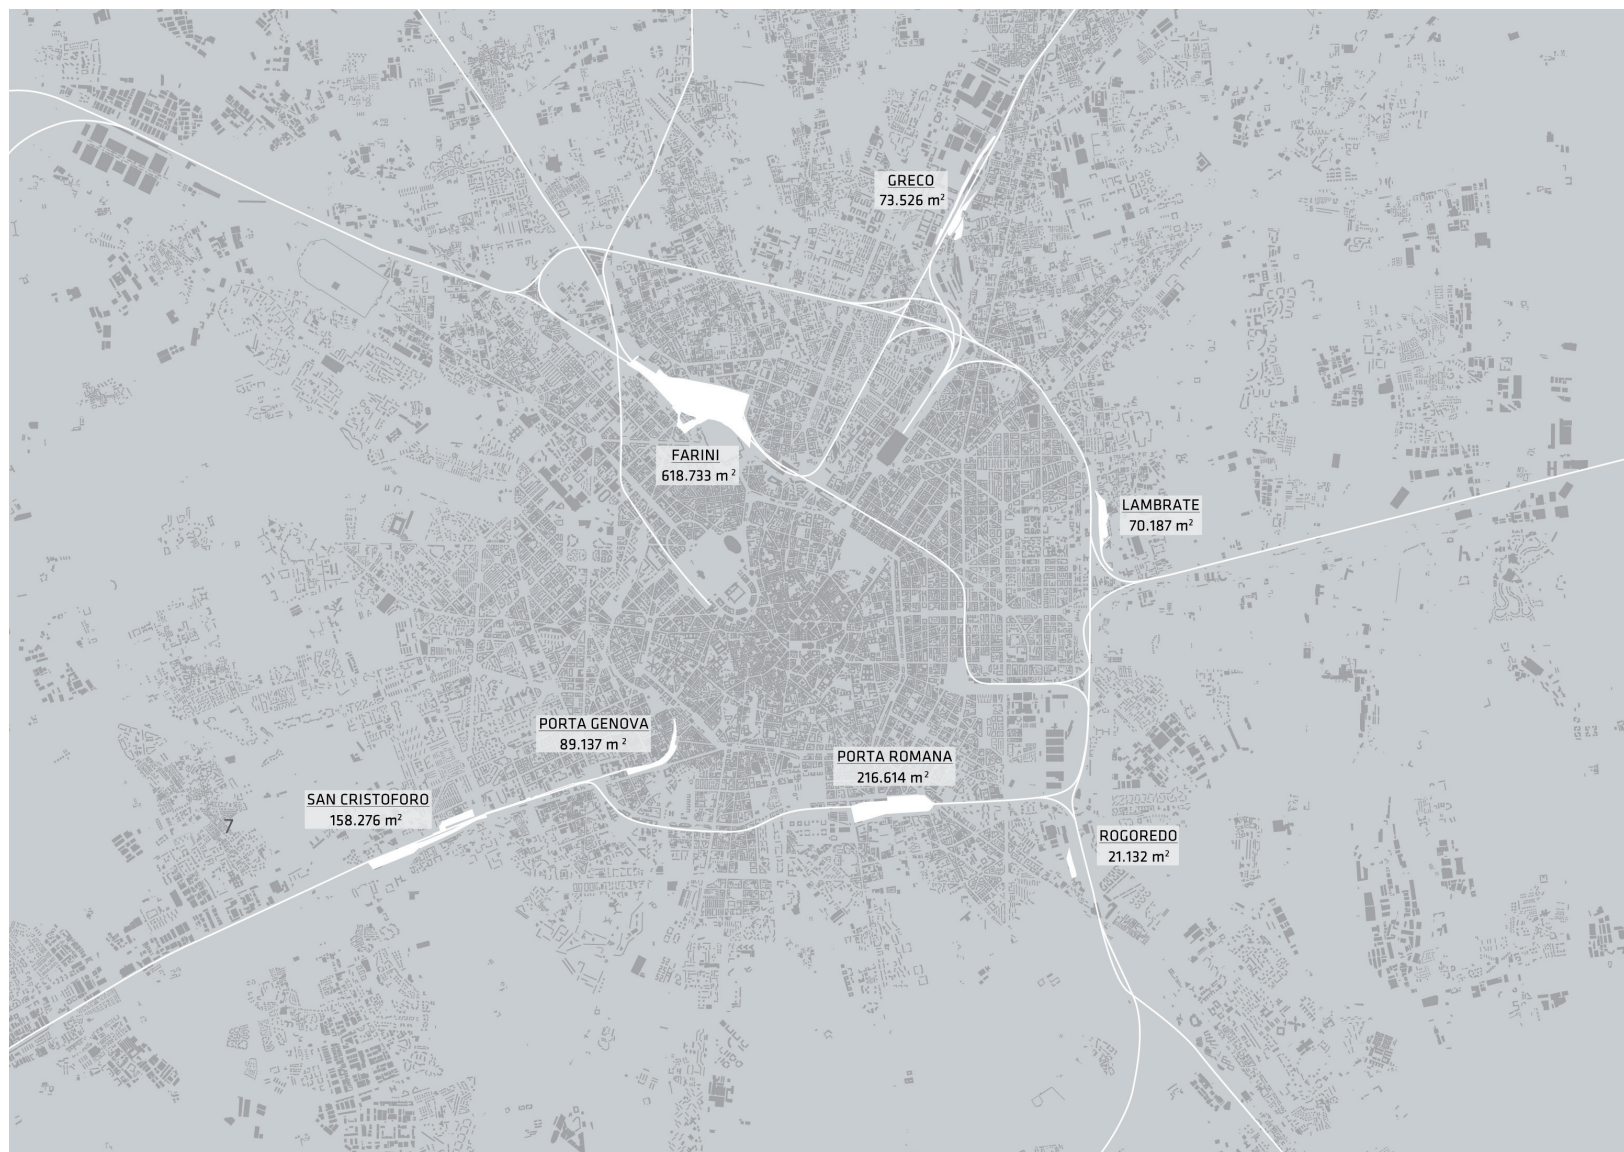 GRECO
73.526 m²
FARINI
618.733 m²
LAMBRATE
70.187 m²
PORTA GENOVA
89.137 m²
PORTA ROMANA
216.614 m²
SAN CRISTOFORO
158.276 m²
7
ROGOREDO
21.132 m²